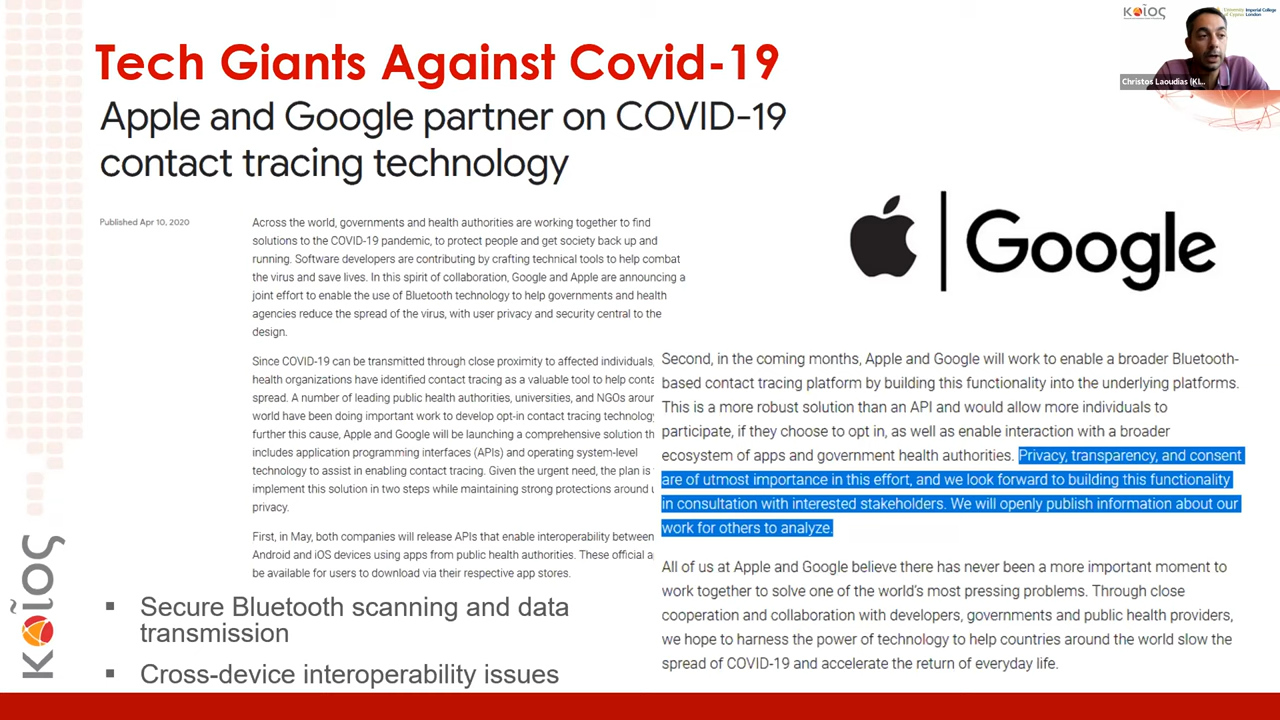 Tech Giants Against Covid-19
Apple and Google partner on COVID-19
contact tracing technology
Published Apr 10, 2020
Across the world, governments and health authorities are working together to find
solutions to the COVID-19 pandemic, to protect people and get society back up and
running. Software developers are contributing by crafting technical tools to help combat
the virus and save lives. In this spirit of collaboration, Google and Apple are announcing a
joint effort to enable the use of Bluetooth technology to help governments and health
agencies reduce the spread of the virus, with user privacy and security central to the
design.
Since COVID-19 can be transmitted through close proximity to affected individuals,
health organizations have identified contact tracing as a valuable tool to help conta
spread. A number of leading public health authorities, universities, and NGOs arour
world have been doing important work to develop opt-in contact tracing technology
further this cause, Apple and Google will be launching a comprehensive solution th
includes application programming interfaces (APIs) and operating system-level
technology to assist in enabling contact tracing. Given the urgent need, the plan is
implement this solution in two steps while maintaining strong protections around u
privacy.
First, in May, both companies will release APIs that enable interoperability between
Android and iOS devices using apps from public health authorities. These official a
be available for users to download via their respective app stores.
Secure Bluetooth scanning and data
transmission
Cross-device interoperability issues
Google
Second, in the coming months, Apple and Google will work to enable a broader Bluetooth-
based contact tracing platform by building this functionality into the underlying platforms.
This is a more robust solution than an API and would allow more individuals to
participate, if they choose to opt in, as well as enable interaction with a broader
ecosystem of apps and government health authorities. Privacy, transparency, and consent
are of utmost importance in this effort, and we look forward to building this functionality
in consultation with interested stakeholders. We will openly publish information about our
work for others to analyze.
All of us at Apple and Google believe there has never been a more important moment to
work together to solve one of the world's most pressing problems. Through close
cooperation and collaboration with developers, governments and public health providers,
we hope to harness the power of technology to help countries around the world slow the
spread of COVID-19 and accelerate the return of everyday life.
κοῖος
κοῖος
University of Cyprus
Imperial College
London
Christos Laoudias (KI...